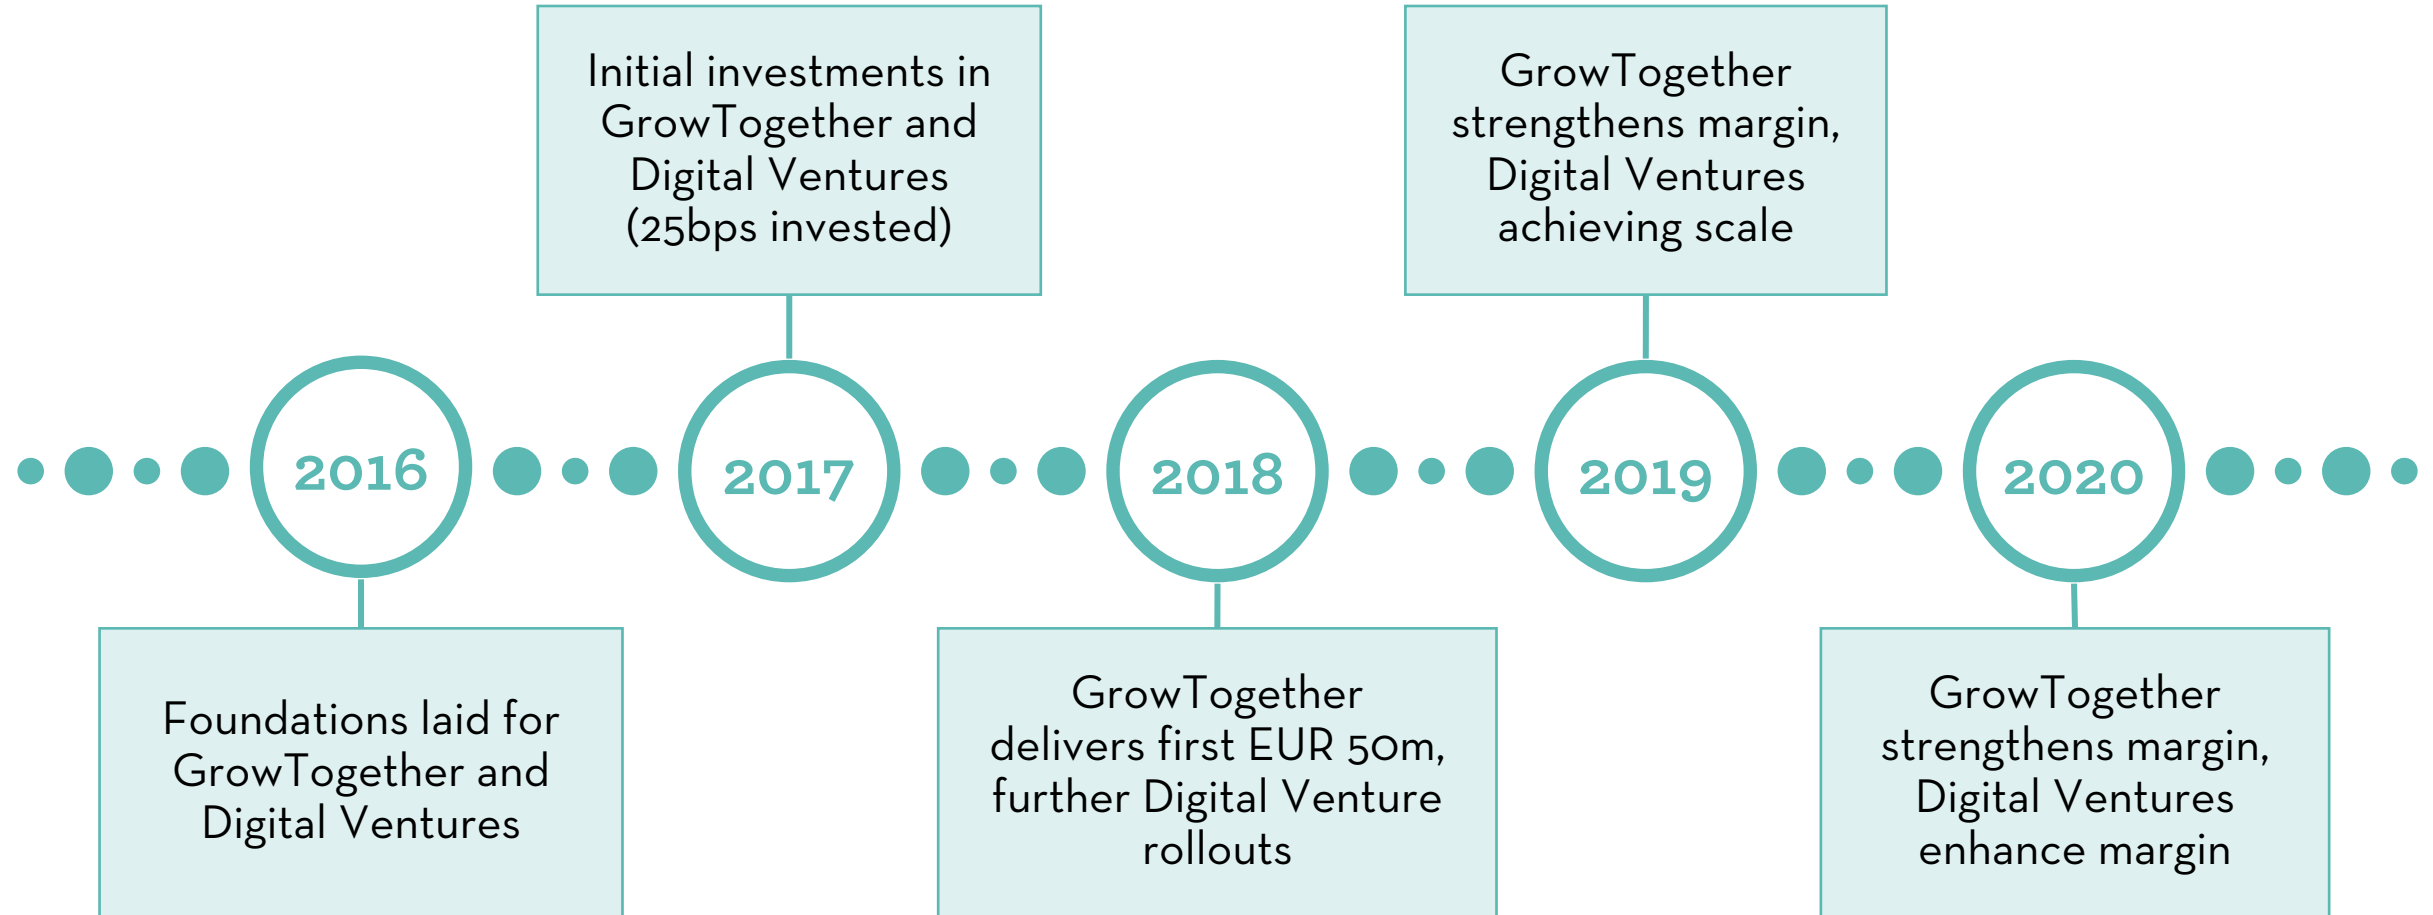 Initial investments in
GrowTogether and
Digital Ventures
(25bps invested)
GrowTogether
strengthens margin,
Digital Ventures
achieving scale
2016
2017
2018
2019
2020
Foundations laid for
GrowTogether and
Digital Ventures
GrowTogether
delivers first EUR 50m,
further Digital Venture
rollouts
GrowTogether
strengthens margin,
Digital Ventures
enhance margin